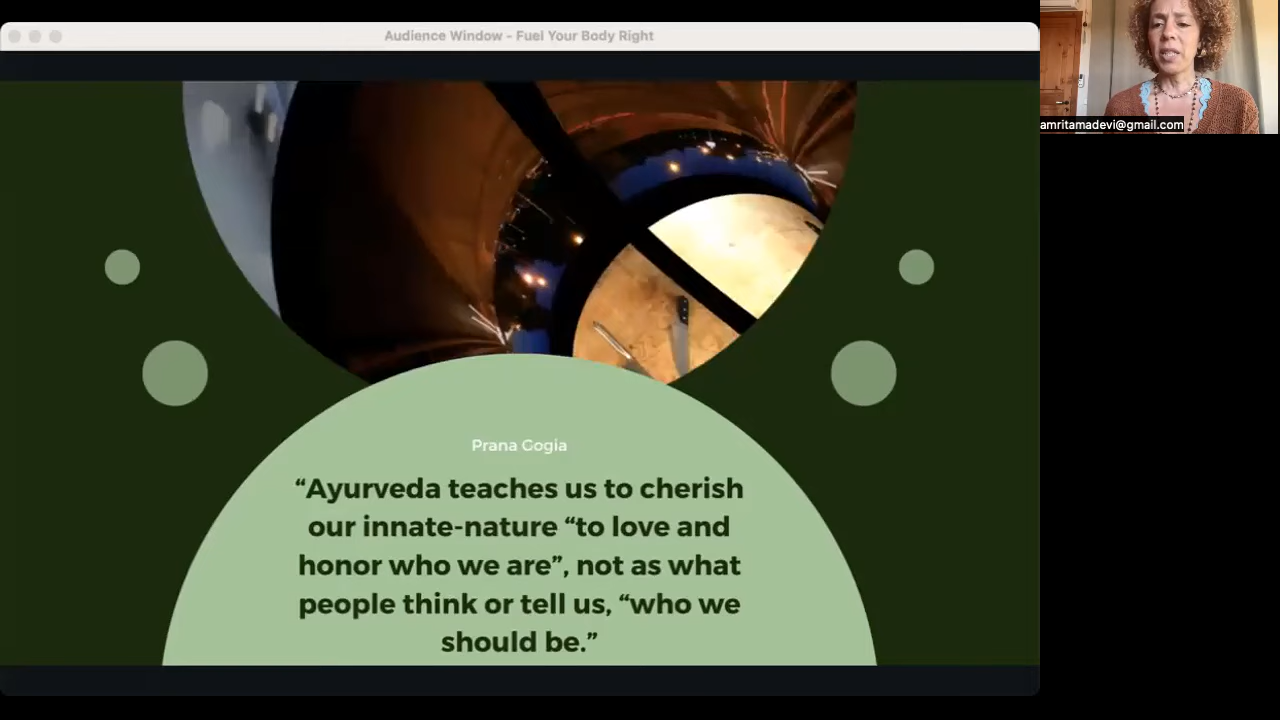 Audience Window - Fuel Your Body Right
amritamadevi@gmail.com
Prana Gogia
“Ayurveda teaches us to cherish
our innate-nature “to love and
honor who we are”, not as what
people think or tell us, “who we
should be.”